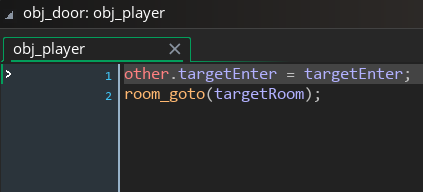 obj_door: obj_player
obj_player
1 other.targetEnter = targetEnter;
2 room_goto(targetRoom);